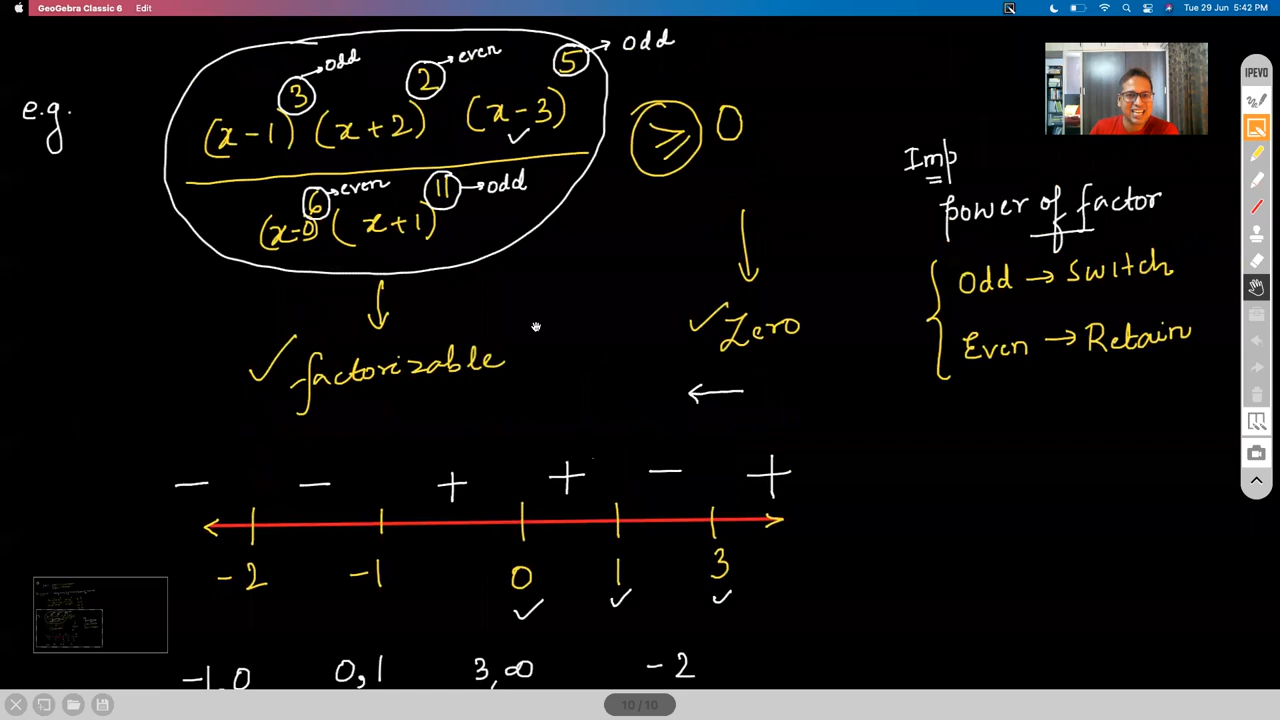 GeoGebra Classic 6 Edit Tue 29 Jun 5:42 PM
e.g.
3 → odd 2 → even 5 → odd
(x-1) (x+2) (x-3) ≥ 0
6 → even 11 → odd
(x-0) (x+1)
IPEVO
Imp
power of factor
Odd → Switch
Even → Retain
✓ factorizable
✓ Zero
←
- - + + - +
-2 -1 0 1 3
✓ ✓ ✓
-1,0 0,1 3,∞ -2
10 / 10